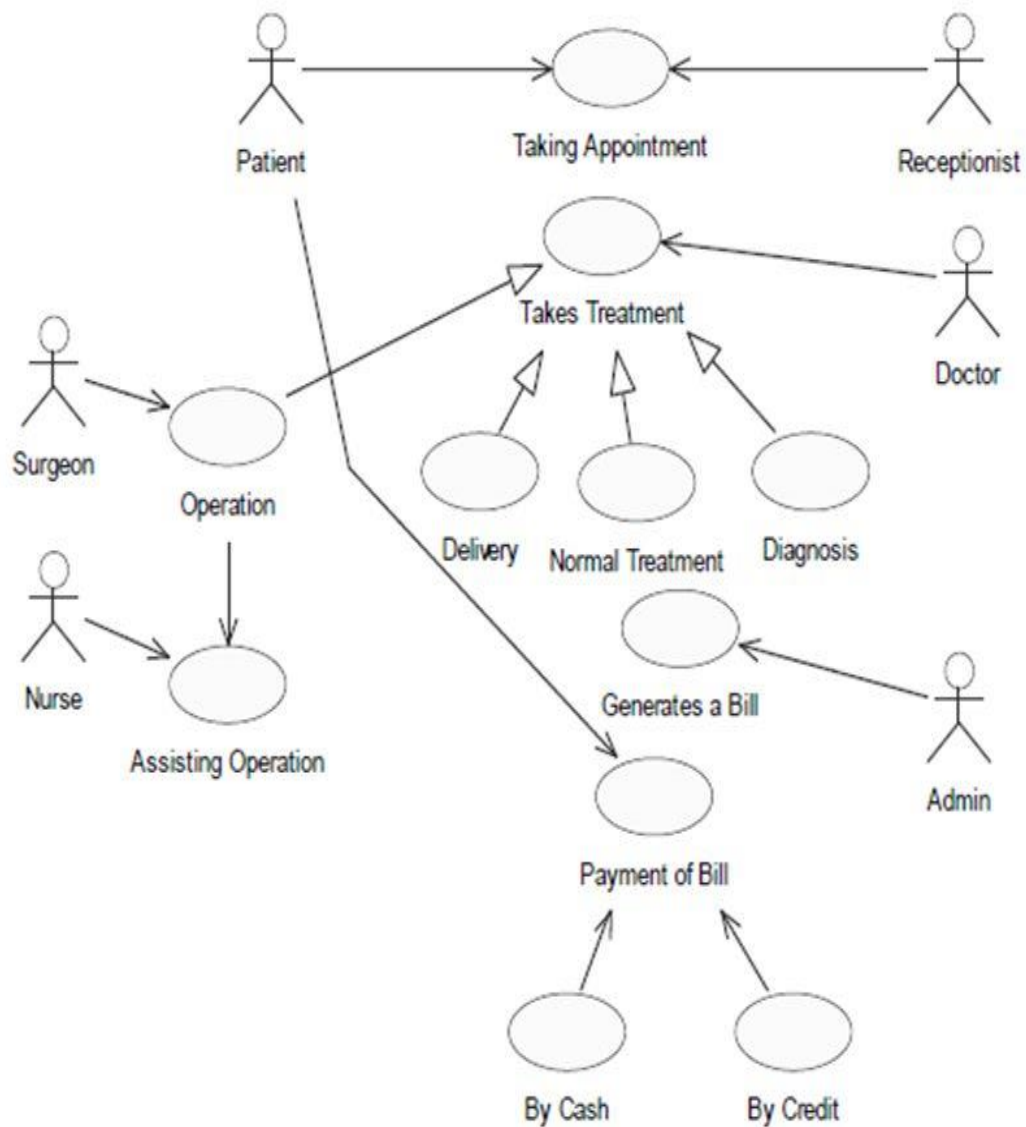 Patient
Taking Appointment
Receptionist
Takes Treatment
Doctor
Surgeon
Operation
Delivery
Normal Treatment
Diagnosis
Nurse
Generates a Bill
Assisting Operation
Admin
Payment of Bill
By Cash
By Credit